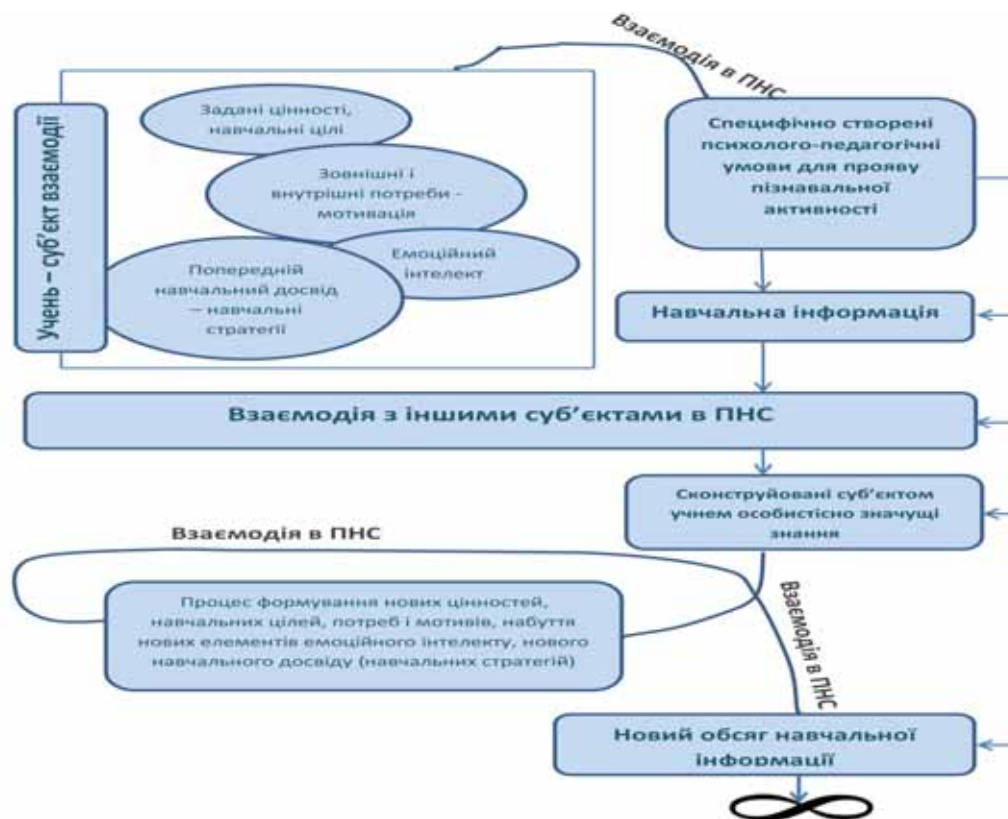 Взаємодія в ПНС
Учень – суб’єкт взаємодії
Задані цінності,
навчальні цілі
Зовнішні і
внутрішні потреби -
мотивація
Емоційний
інтелект
Попередній
навчальний досвід
– навчальні
стратегії
Специфічно створені
психолого-педагогічні
умови для прояву
пізнавальної
активності
Навчальна інформація
Взаємодія з іншими суб’єктами в ПНС
Сконструйовані суб’єктом
учнем особистісно значущі
знання
Взаємодія в ПНС
Процес формування нових цінностей,
навчальних цілей, потреб і мотивів, набуття
нових елементів емоційного інтелекту, нового
навчального досвіду (навчальних стратегій)
Взаємодія в ПНС
Новий обсяг навчальної
інформації